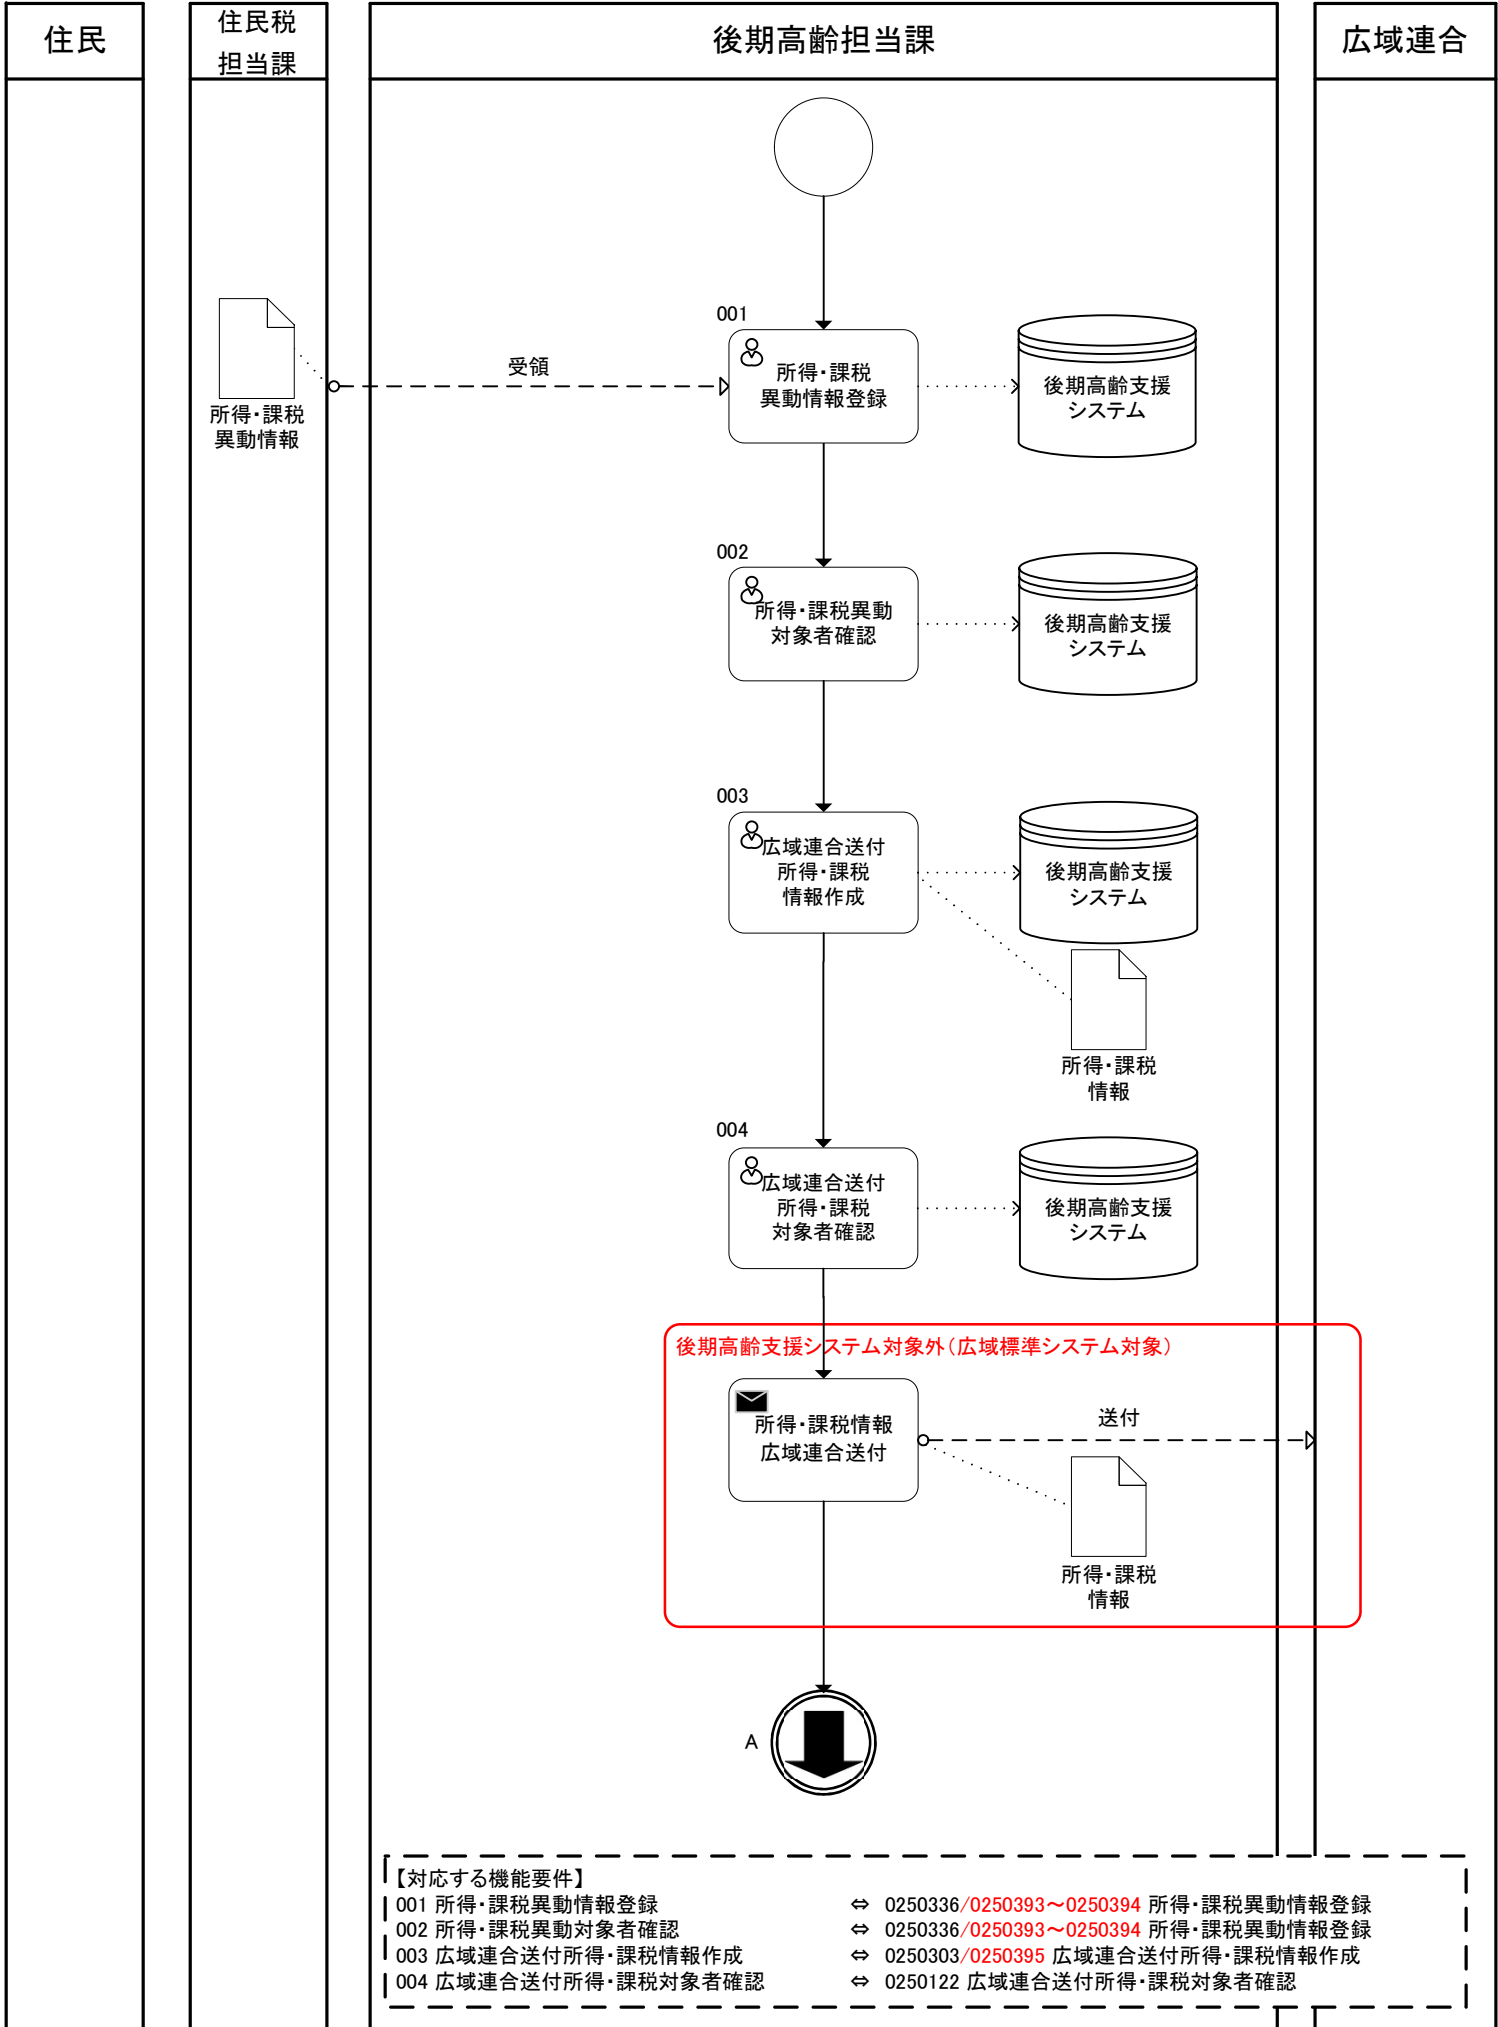 住民
住民税
担当課
後期高齢担当課
広域連合
001
所得・課税
異動情報登録
後期高齢支援
システム
受領
所得・課税
異動情報
002
所得・課税異動
対象者確認
後期高齢支援
システム
003
広域連合送付
所得・課税
情報作成
後期高齢支援
システム
所得・課税
情報
004
広域連合送付
所得・課税
対象者確認
後期高齢支援
システム
後期高齢支援システム対象外（広域標準システム対象）
所得・課税情報
広域連合送付
送付
所得・課税
情報
A
【対応する機能要件】
001 所得・課税異動情報登録 ⇔ 0250336/0250393～0250394 所得・課税異動情報登録
002 所得・課税異動対象者確認 ⇔ 0250336/0250393～0250394 所得・課税異動情報登録
003 広域連合送付所得・課税情報作成 ⇔ 0250303/0250395 広域連合送付所得・課税情報作成
004 広域連合送付所得・課税対象者確認 ⇔ 0250122 広域連合送付所得・課税対象者確認